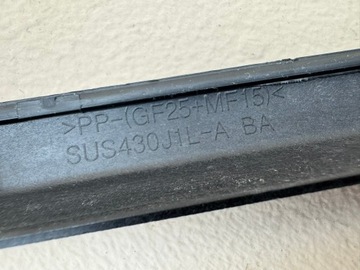 >PP-(GF25+MF15)<
SUS430J1L-A BA